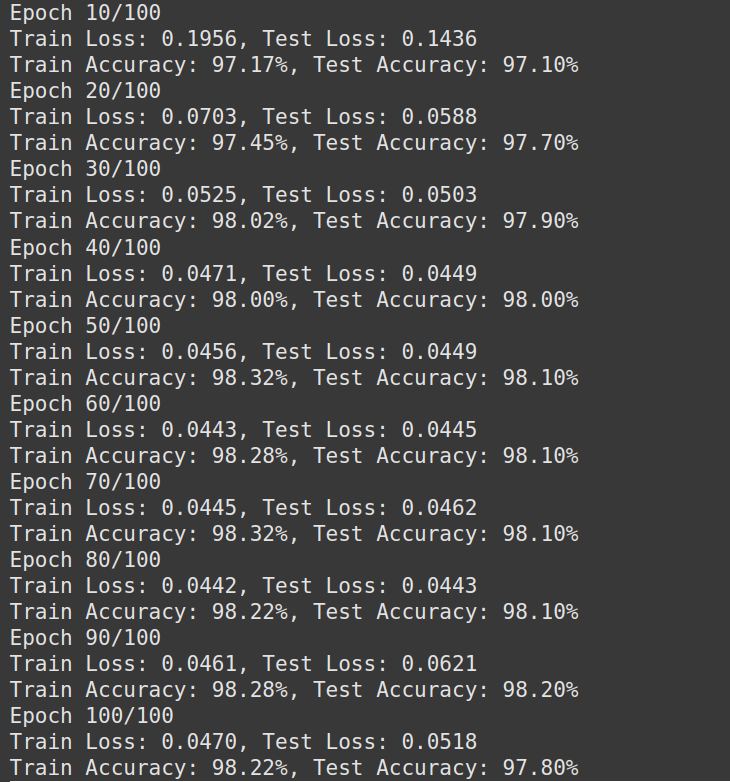 Epoch 10/100
Train Loss: 0.1956, Test Loss: 0.1436
Train Accuracy: 97.17%, Test Accuracy: 97.10%
Epoch 20/100
Train Loss: 0.0703, Test Loss: 0.0588
Train Accuracy: 97.45%, Test Accuracy: 97.70%
Epoch 30/100
Train Loss: 0.0525, Test Loss: 0.0503
Train Accuracy: 98.02%, Test Accuracy: 97.90%
Epoch 40/100
Train Loss: 0.0471, Test Loss: 0.0449
Train Accuracy: 98.00%, Test Accuracy: 98.00%
Epoch 50/100
Train Loss: 0.0456, Test Loss: 0.0449
Train Accuracy: 98.32%, Test Accuracy: 98.10%
Epoch 60/100
Train Loss: 0.0443, Test Loss: 0.0445
Train Accuracy: 98.28%, Test Accuracy: 98.10%
Epoch 70/100
Train Loss: 0.0445, Test Loss: 0.0462
Train Accuracy: 98.32%, Test Accuracy: 98.10%
Epoch 80/100
Train Loss: 0.0442, Test Loss: 0.0443
Train Accuracy: 98.22%, Test Accuracy: 98.10%
Epoch 90/100
Train Loss: 0.0461, Test Loss: 0.0621
Train Accuracy: 98.28%, Test Accuracy: 98.20%
Epoch 100/100
Train Loss: 0.0470, Test Loss: 0.0518
Train Accuracy: 98.22%, Test Accuracy: 97.80%